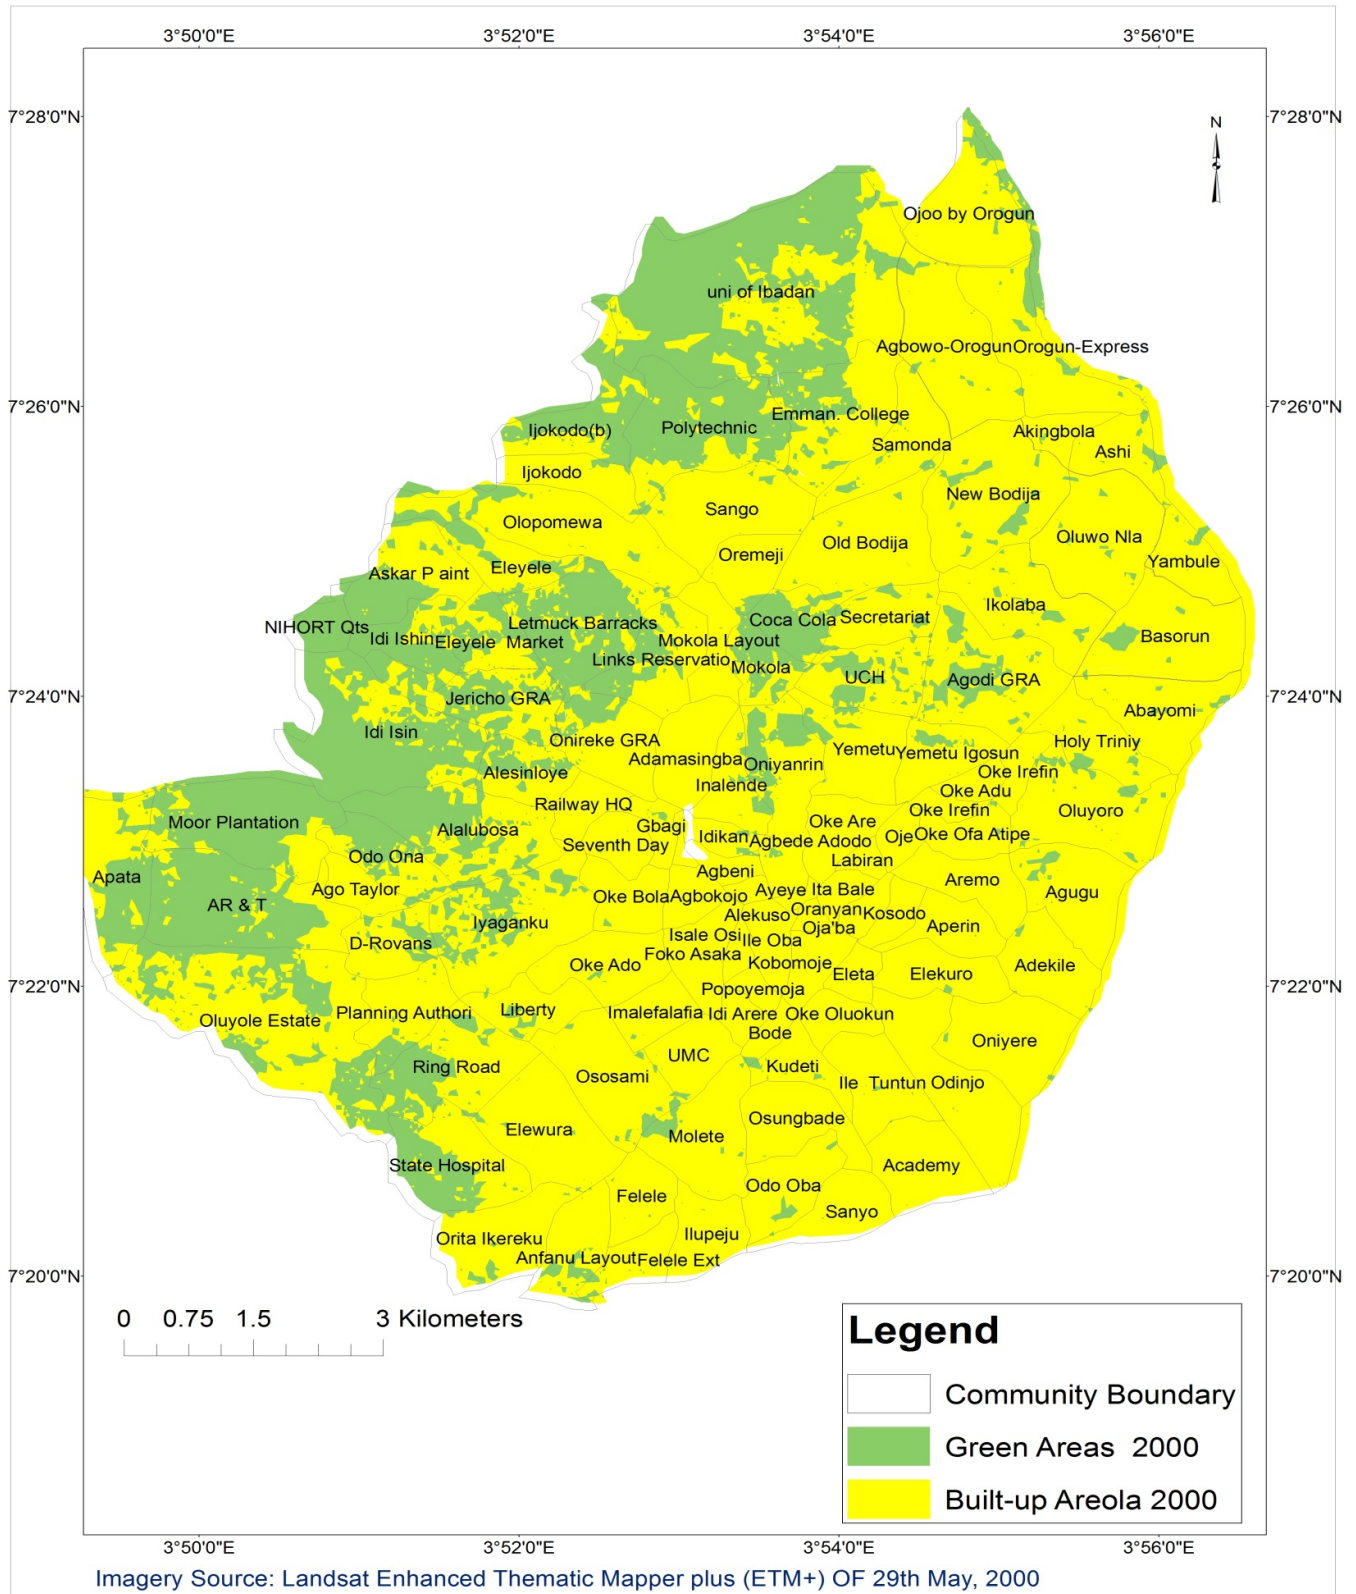 3°50'0"E 3°52'0"E 3°54'0"E 3°56'0"E
7°28'0"N 7°28'0"N
N
Ojoo by Orogun
uni of Ibadan
Agbowo-Orogun Orogun-Express
7°26'0"N 7°26'0"N
Emman. College
Ijokodo(b) Polytechnic Akingbola
Samonda Ashi
Ijokodo
New Bodija
Olopomewa Sango
Oluwo Nla
Oremeji Old Bodija
Yambule
Askar P aint Eleyele
Ikolaba
NIHORT Qts Letmuck Barracks Coca Cola Secretariat
Idi Ishin Eleyele Market Mokola Layout Basorun
Links Reservatio Mokola
UCH Agodi GRA
7°24'0"N Jericho GRA 7°24'0"N
Abayomi
Idi Isin Onireke GRA Holy Triniy
Yemetu Yemetu Igosun
Adamasingba Oniyanrin
Alesinloye Oke Irefin
Inalende Oke Adu
Railway HQ Oke Irefin Oluyoro
Moor Plantation Alalubosa Gbagi Oke Are
Seventh Day Idikan Agbede Adodo Oje Oke Ofa Atipe
Odo Ona Labiran
Apata Agbeni Aremo
Ago Taylor Oke Bola Agbokojo Ayeye Ita Bale Agugu
AR & T Alekuso Oranyan Kosodo
Iyaganku Oja'ba Aperin
D-Rovans Isale Osi Ile Oba
Foko Asaka
Oke Ado Kobomoje Eleta Elekuro Adekile
7°22'0"N Popoyemoja 7°22'0"N
Oluyole Estate Planning Authori Liberty Imalefalafia Idi Arere Oke Oluokun
Bode Oniyere
UMC
Ring Road Ososami Kudeti
Ile Tuntun Odinjo
Elewura Osungbade
Molete
State Hospital Academy
Felele Odo Oba
Sanyo
Orita Ikereku Ilupeju
Anfanu Layout Felele Ext
7°20'0"N 7°20'0"N
0 0.75 1.5 3 Kilometers
Legend
Community Boundary
Green Areas 2000
Built-up Areola 2000
3°50'0"E 3°52'0"E 3°54'0"E 3°56'0"E
Imagery Source: Landsat Enhanced Thematic Mapper plus (ETM+) OF 29th May, 2000